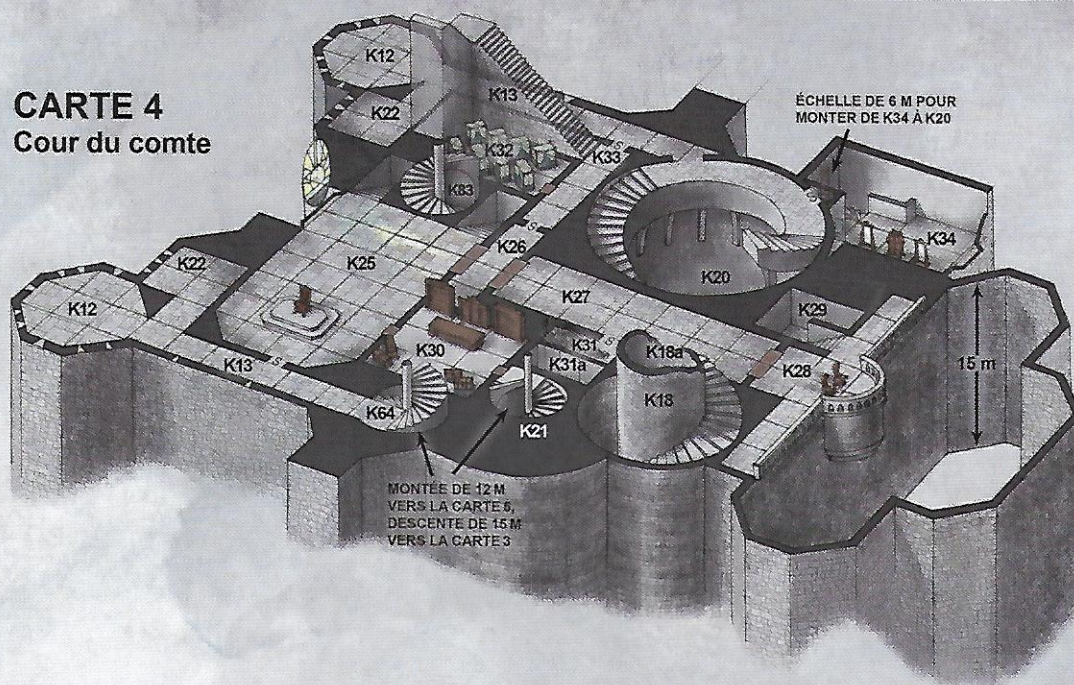 CARTE 4
Cour du comte
ÉCHELLE DE 6 M POUR
MONTER DE K34 À K20
K12
K13
K22
K32
K33
K83
K34
K26
K20
K25
K22
K27
K29
K12
K31
K18a
K30
K31a
K28
15 m
K13
K18
K64
K21
MONTÉE DE 12 M
VERS LA CARTE 6,
DESCENTE DE 15 M
VERS LA CARTE 3
S
S
S
S
S
S